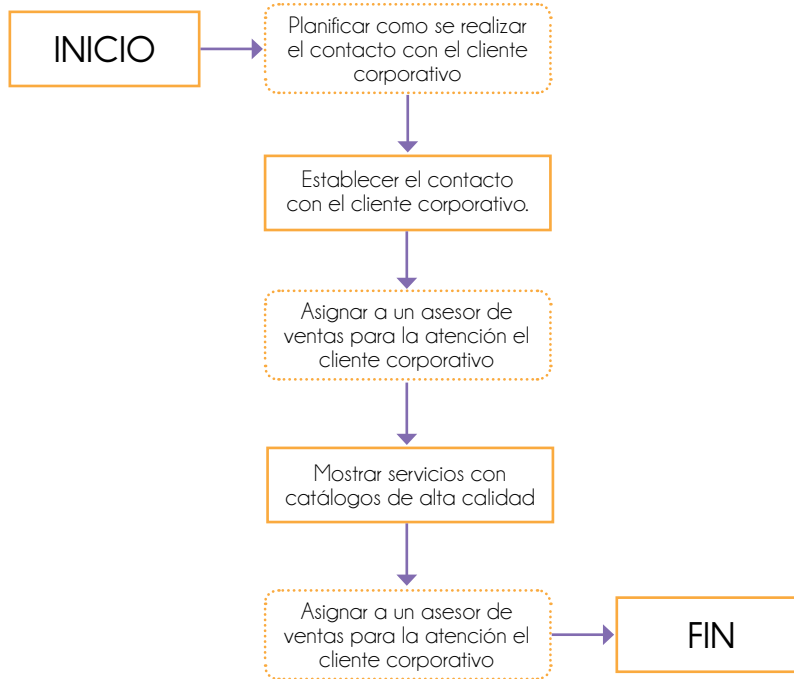 INICIO
Planificar como se realizar
el contacto con el cliente
corporativo
Establecer el contacto
con el cliente corporativo.
Asignar a un asesor de
ventas para la atención el
cliente corporativo
Mostrar servicios con
catálogos de alta calidad
Asignar a un asesor de
ventas para la atención el
cliente corporativo
FIN